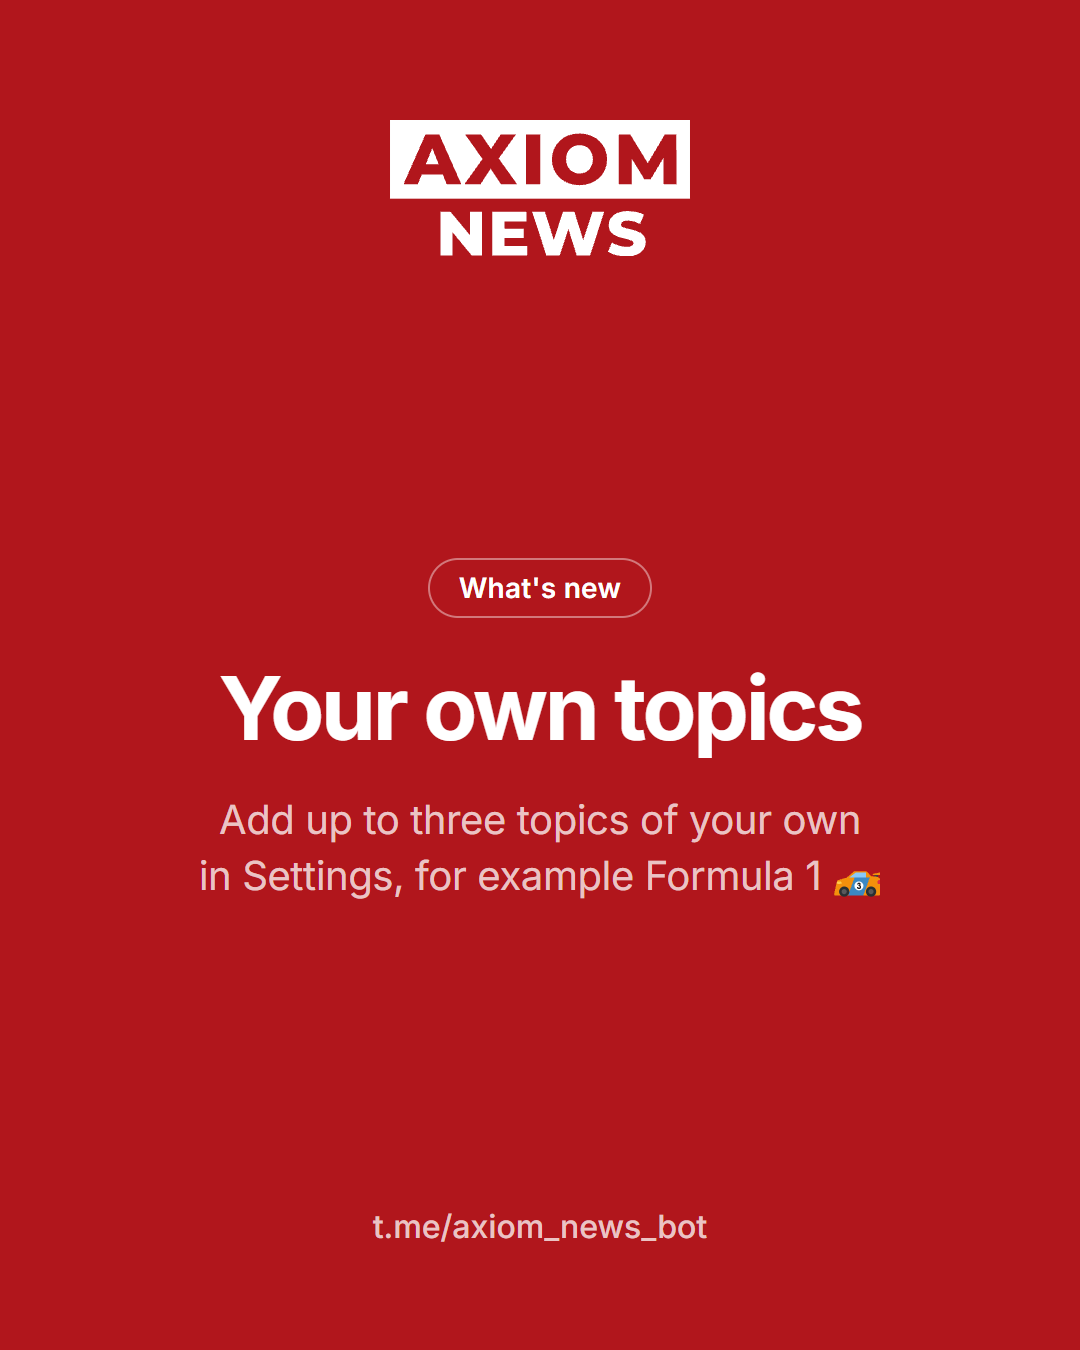 AXIOM
NEWS
What's new
Your own topics
Add up to three topics of your own
in Settings, for example Formula 1 🏎️
t.me/axiom_news_bot